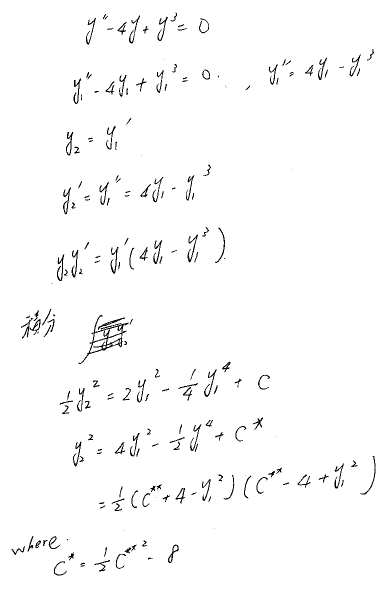 y'' - 4y + y³ = 0
y₁'' - 4y₁ + y₁³ = 0. , y₁'' = 4y₁ - y₁³
y₂ = y₁'
y₂' = y₁'' = 4y₁ - y₁³
y₂y₂' = y₁'(4y₁ - y₁³)
積分
½y₂² = 2y₁² - ¼y₁⁴ + C
y₂² = 4y₁² - ½y₁⁴ + C*
= ½(C** + 4 - y₁²)(C** - 4 + y₁²)
where.
C* = ½C**² - 8